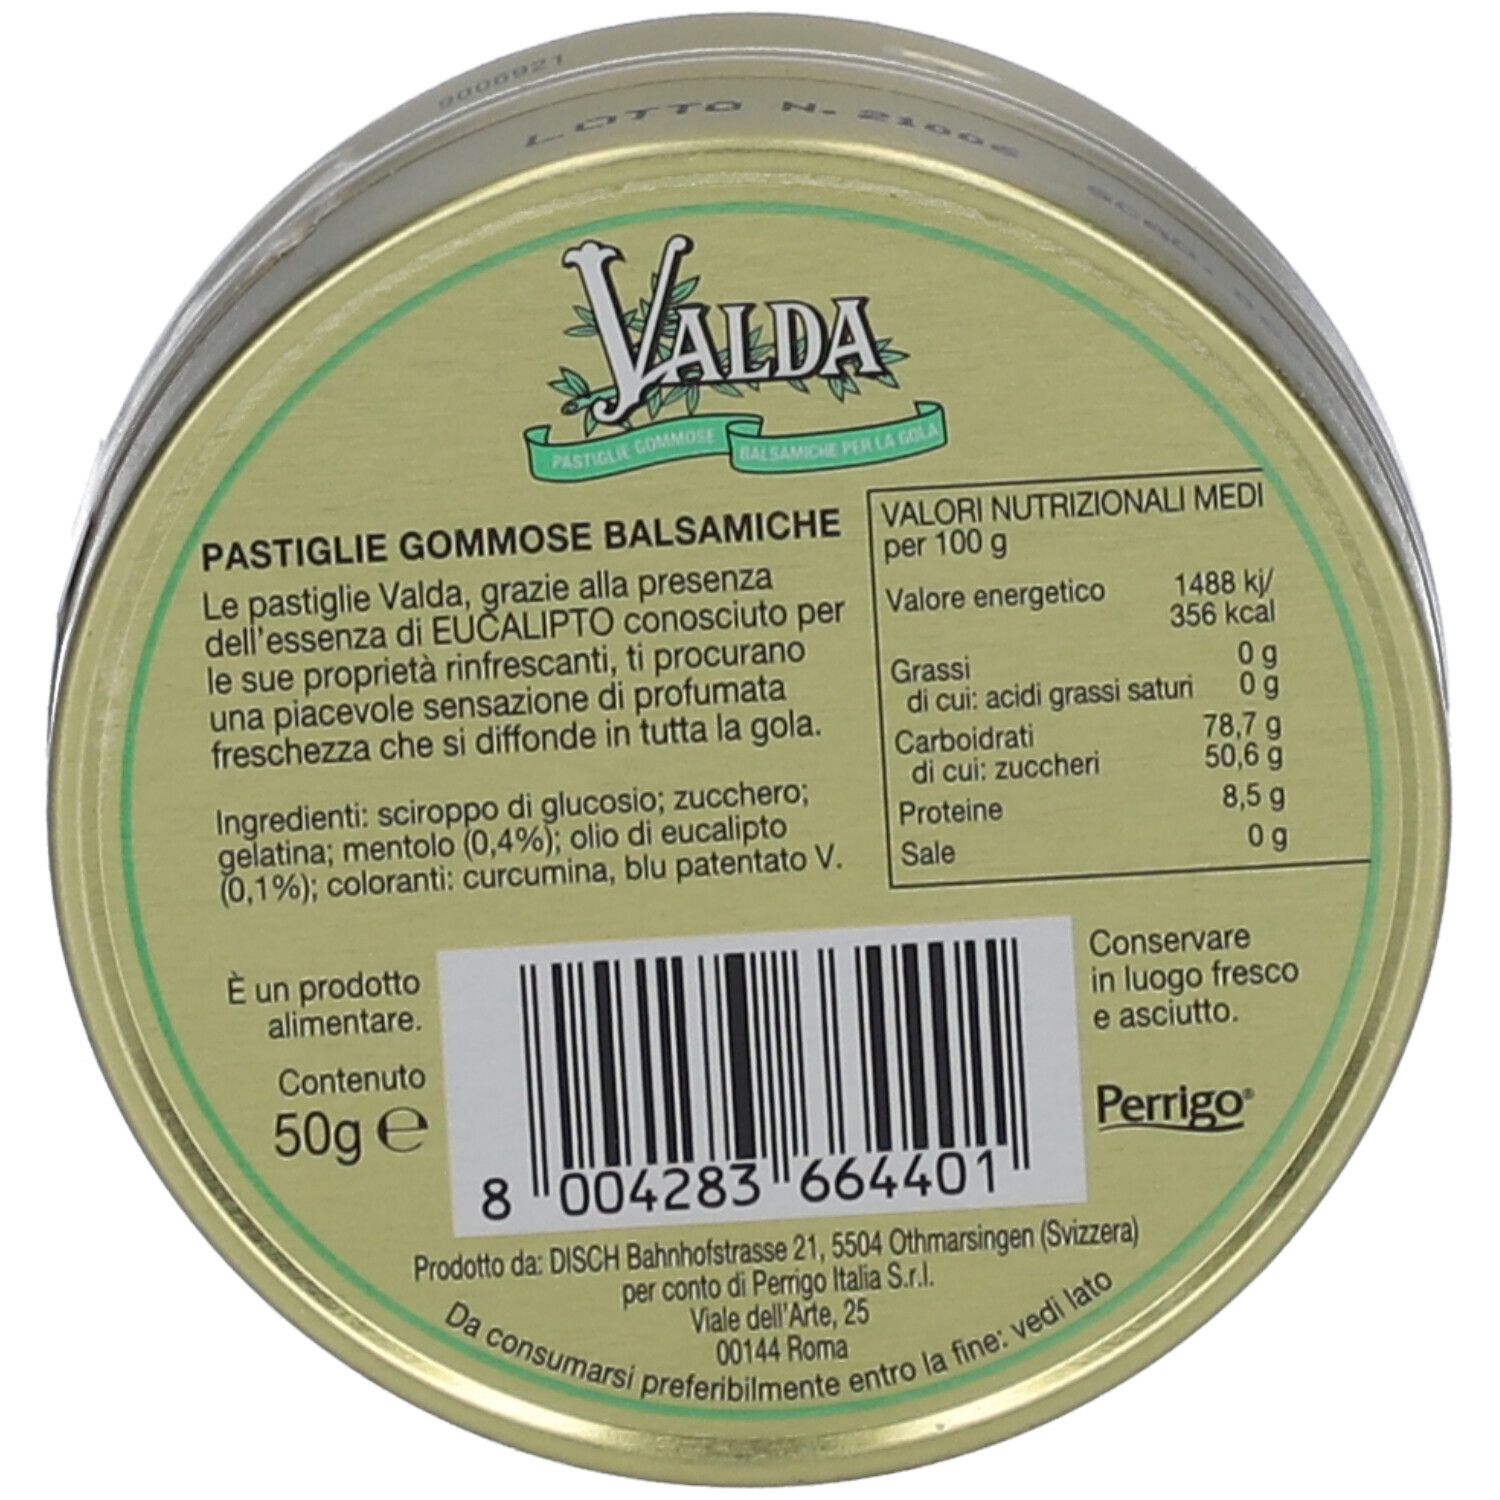 9006921
LOTTO N. 21006
VALDA
PASTIGLIE GOMMOSE BALSAMICHE PER LA GOLA
PASTIGLIE GOMMOSE BALSAMICHE
Le pastiglie Valda, grazie alla presenza
dell'essenza di EUCALIPTO conosciuto per
le sue proprietà rinfrescanti, ti procurano
una piacevole sensazione di profumata
freschezza che si diffonde in tutta la gola.
Ingredienti: sciroppo di glucosio; zucchero;
gelatina; mentolo (0,4%); olio di eucalipto
(0,1%); coloranti: curcumina, blu patentato V.
VALORI NUTRIZIONALI MEDI
per 100 g
Valore energetico 1488 kj/
356 kcal
Grassi 0 g
di cui: acidi grassi saturi 0 g
Carboidrati 78,7 g
di cui: zuccheri 50,6 g
Proteine 8,5 g
Sale 0 g
È un prodotto
alimentare.
Contenuto
50g e
8 004283 664401
Conservare
in luogo fresco
e asciutto.
Perrigo®
Prodotto da: DISCH Bahnhofstrasse 21, 5504 Othmarsingen (Svizzera)
per conto di Perrigo Italia S.r.l.
Viale dell'Arte, 25
00144 Roma
Da consumarsi preferibilmente entro la fine: vedi lato